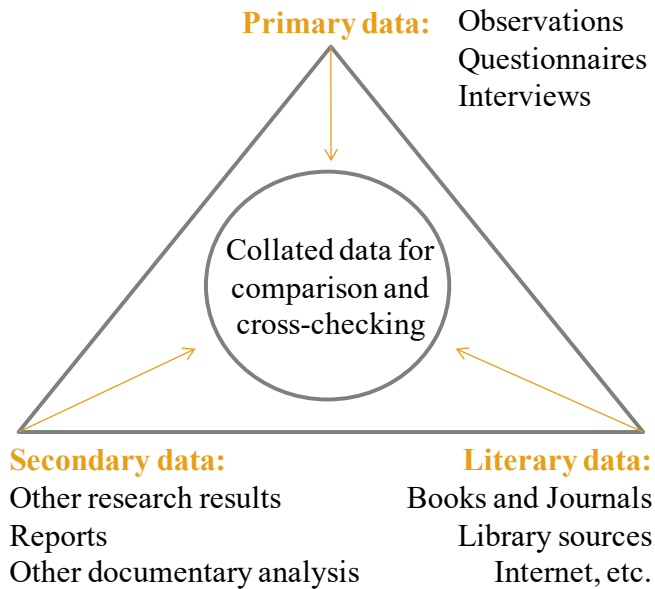 Primary data:
Observations
Questionnaires
Interviews
Collated data for
comparison and
cross-checking
Secondary data:
Other research results
Reports
Other documentary analysis
Literary data:
Books and Journals
Library sources
Internet, etc.